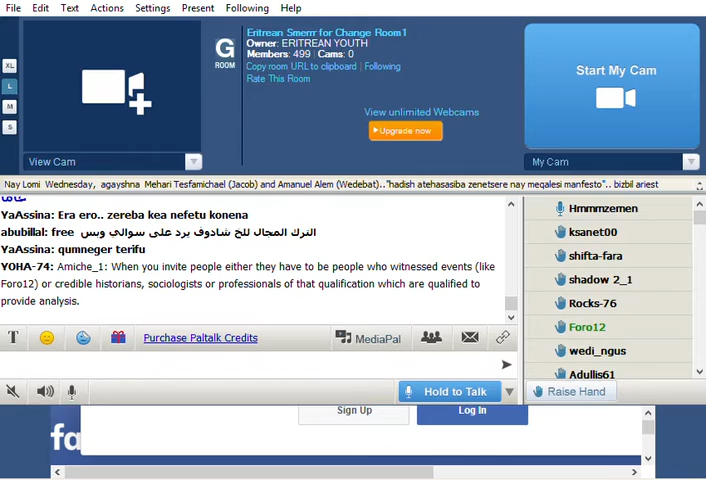 File Edit Text Actions Settings Present Following Help
G
ROOM
Eritrean Smerrr for Change Room1
Owner: ERITREAN YOUTH
Members: 499 Cams: 0
Copy room URL to clipboard | Following
Rate This Room
View unlimited Webcams
Upgrade now
Start My Cam
XL
L
M
S
View Cam
My Cam
Nay Lomi Wednesday, agayshna Mehari Tesfamichael (Jacob) and Amanuel Alem (Wedebat).."hadish atehasasiba zenetsere nay meqalesi manfesto".. bizbil ariest
YaAssina: Era ero.. zereba kea nefetu konena
abubillal: free الترك المجال للخ شادوف يرد على سوالي وبس
YaAssina: qumneger terifu
YOHA-74: Amiche_1: When you invite people either they have to be people who witnessed events (like
Foro12) or credible historians, sociologists or professionals of that qualification which are qualified to
provide analysis.
Hmmmzemen
ksanet00
shifta-fara
shadow 2_1
Rocks-76
Foro12
wedi_ngus
Adullis61
T
Purchase Paltalk Credits
MediaPal
Hold to Talk
Raise Hand
Sign Up
Log In
fa